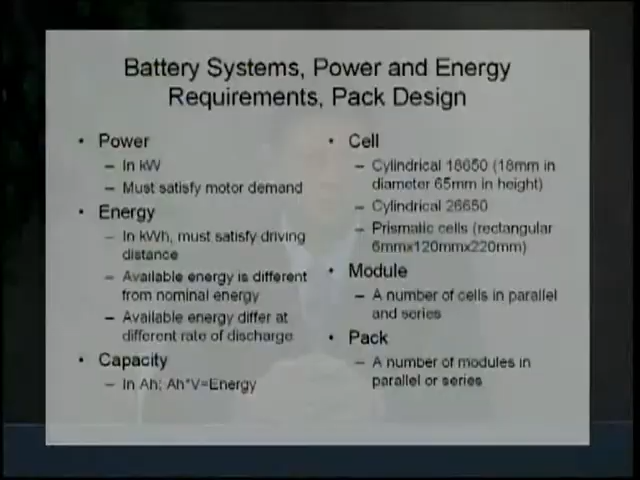 Battery Systems, Power and Energy
Requirements, Pack Design
• Power
– In kW
– Must satisfy motor demand
• Energy
– In kWh, must satisfy driving
distance
– Available energy is different
from nominal energy
– Available energy differ at
different rate of discharge
• Capacity
– In Ah; Ah*V=Energy
• Cell
– Cylindrical 18650 (18mm in
diameter 65mm in height)
– Cylindrical 26650
– Prismatic cells (rectangular
6mmx120mmx220mm)
• Module
– A number of cells in parallel
and series
• Pack
– A number of modules in
parallel or series